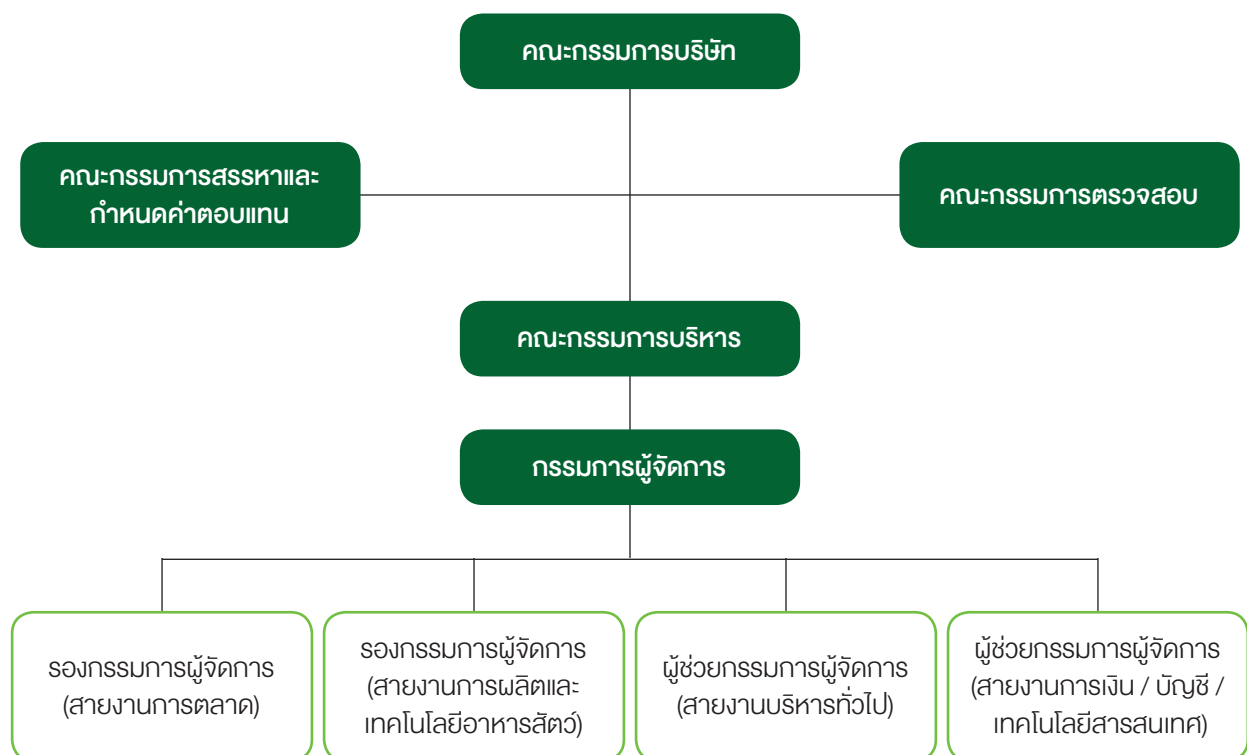 คณะกรรมการบริษัท
คณะกรรมการสรรหาและ
กำหนดค่าตอบแทน
คณะกรรมการตรวจสอบ
คณะกรรมการบริหาร
กรรมการผู้จัดการ
รองกรรมการผู้จัดการ
(สายงานการตลาด)
รองกรรมการผู้จัดการ
(สายงานการผลิตและ
เทคโนโลยีอาหารสัตว์)
ผู้ช่วยกรรมการผู้จัดการ
(สายงานบริหารทั่วไป)
ผู้ช่วยกรรมการผู้จัดการ
(สายงานการเงิน / บัญชี /
เทคโนโลยีสารสนเทศ)